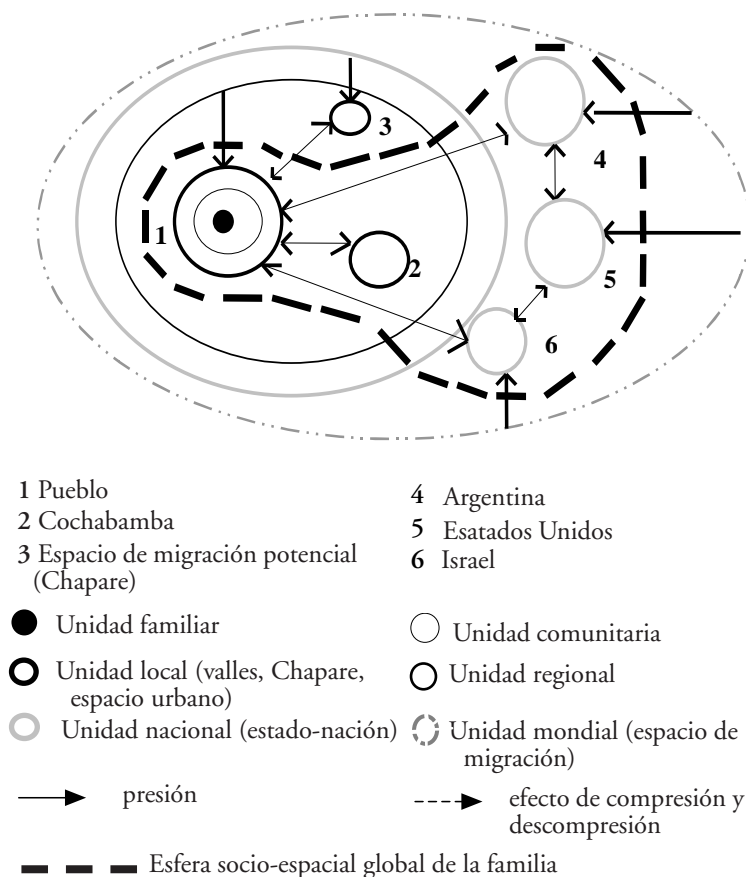 3
4
1
2
5
6
1 Pueblo
2 Cochabamba
3 Espacio de migración potencial
(Chapare)
4 Argentina
5 Esatados Unidos
6 Israel
Unidad familiar
Unidad comunitaria
Unidad local (valles, Chapare,
espacio urbano)
Unidad regional
Unidad nacional (estado-nación)
Unidad mondial (espacio de
migración)
presión
efecto de compresión y
descompresión
Esfera socio-espacial global de la familia